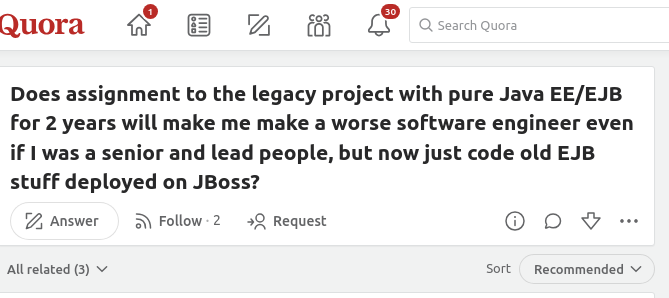 Quora
1
30
Search Quora
Does assignment to the legacy project with pure Java EE/EJB
for 2 years will make me make a worse software engineer even
if I was a senior and lead people, but now just code old EJB
stuff deployed on JBoss?
Answer
Follow · 2
Request
All related (3)
Sort
Recommended